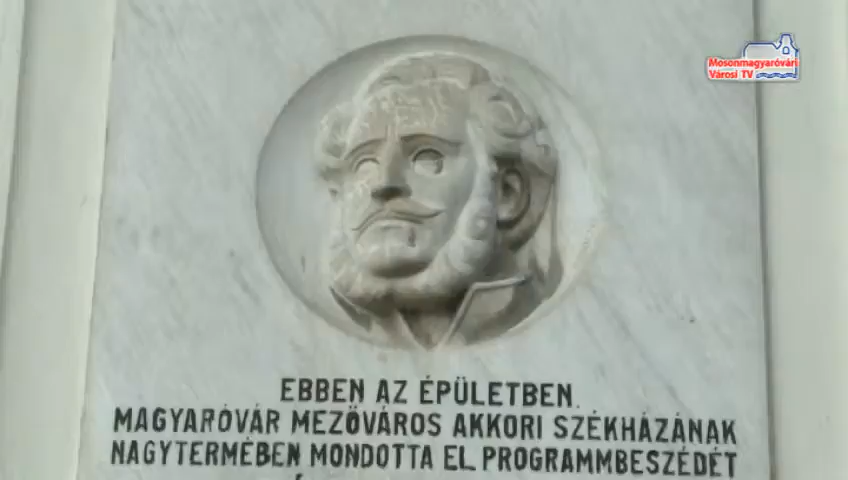 Mosonmagyaróvári
Városi TV
EBBEN AZ ÉPÜLETBEN
MAGYARÓVÁR MEZŐVÁROS AKKORI SZÉKHÁZÁNAK
NAGYTERMÉBEN MONDOTTA EL PROGRAMMBESZÉDÉT